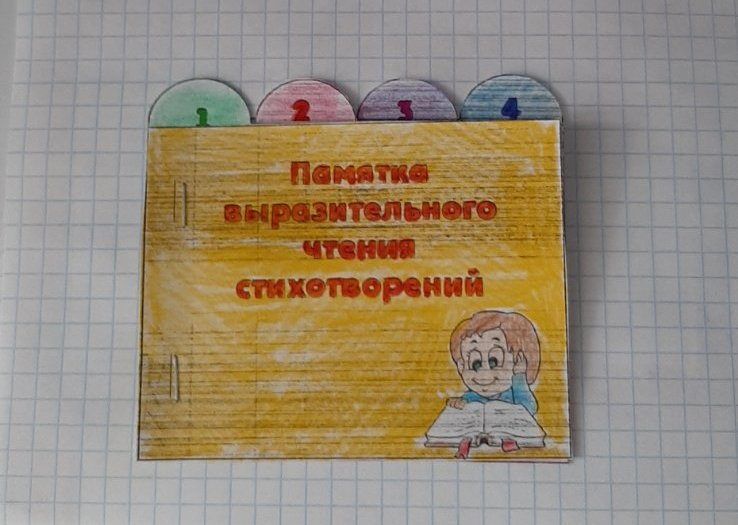 1 2 3 4
Памятка
выразительного
чтения
стихотворений